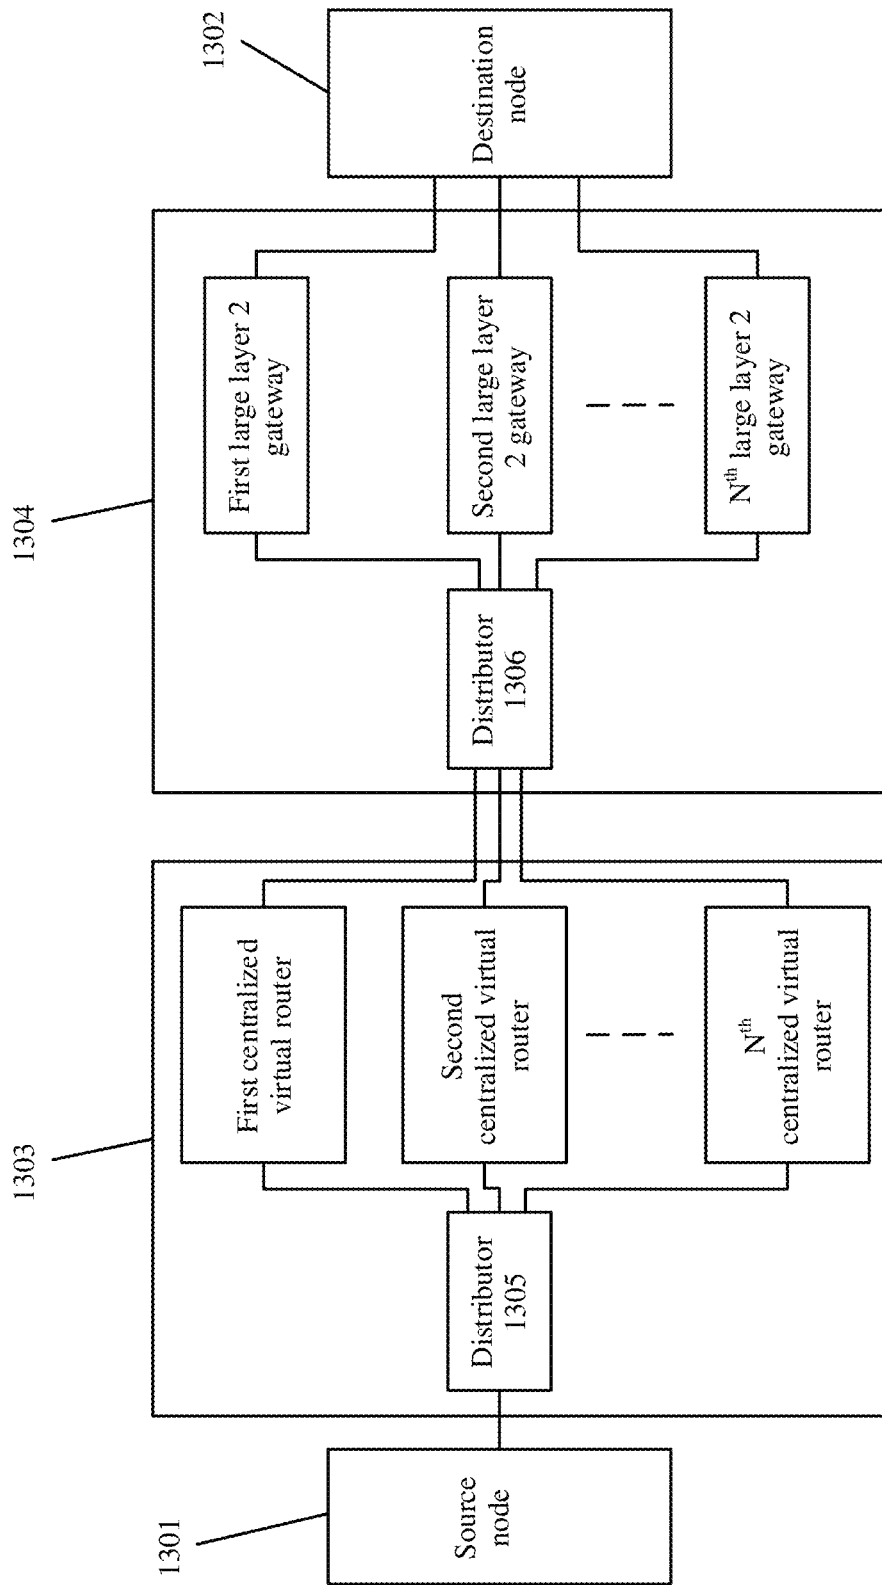 1301
Source
node
1303
Distributor
1305
First centralized
virtual router
Second
centralized virtual
router
Nth
centralized virtual
router
1304
Distributor
1306
First large layer 2
gateway
Second large layer
2 gateway
Nth large layer 2
gateway
1302
Destination
node